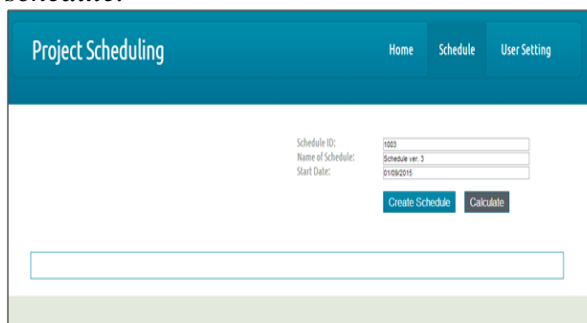 schedule.
Project Scheduling
Home Schedule User Setting
Schedule ID: 1003
Name of Schedule: Schedule ver. 3
Start Date: 01/09/2015
Create Schedule Calculate